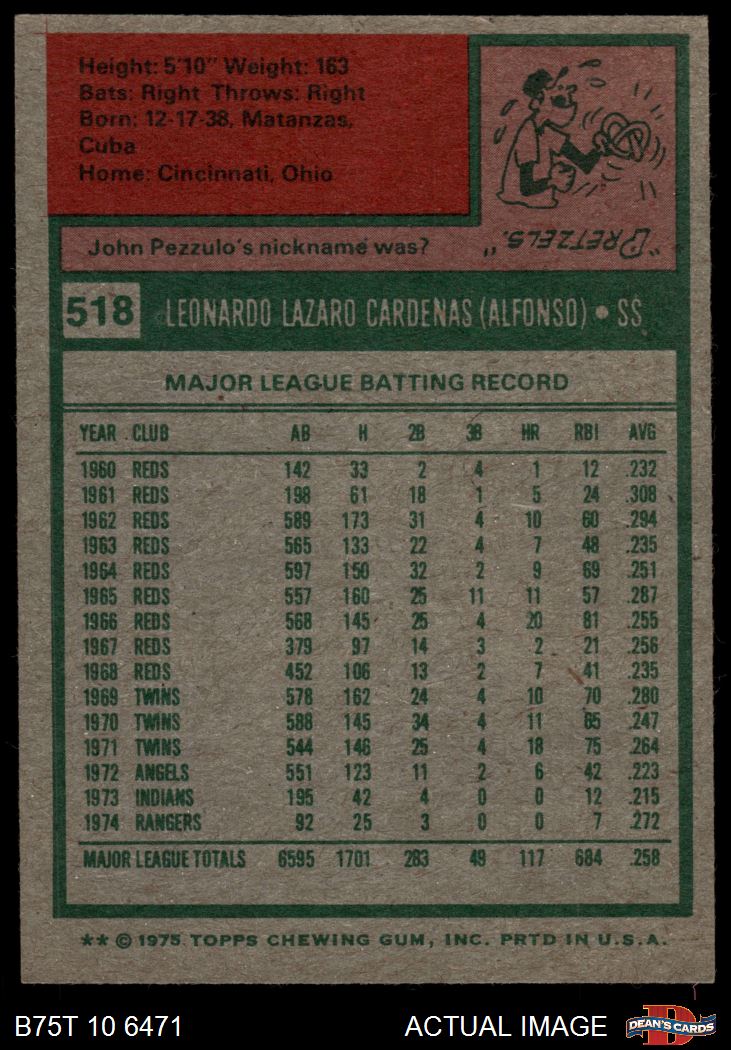 Height: 5'10" Weight: 163
Bats: Right Throws: Right
Born: 12-17-38, Matanzas,
Cuba
Home: Cincinnati, Ohio
John Pezzulo's nickname was?
"PRETZELS."
518 LEONARDO LAZARO CARDENAS (ALFONSO) • SS
MAJOR LEAGUE BATTING RECORD
YEAR CLUB AB H 2B 3B HR RBI AVG
1960 REDS 142 33 2 4 1 12 .232
1961 REDS 198 61 18 1 5 24 .308
1962 REDS 589 173 31 4 10 60 .294
1963 REDS 565 133 22 4 7 48 .235
1964 REDS 597 150 32 2 9 69 .251
1965 REDS 557 160 25 11 11 57 .287
1966 REDS 568 145 25 4 20 81 .255
1967 REDS 379 97 14 3 2 21 .256
1968 REDS 452 106 13 2 7 41 .235
1969 TWINS 578 162 24 4 10 70 .280
1970 TWINS 588 145 34 4 11 65 .247
1971 TWINS 544 146 25 4 18 75 .264
1972 ANGELS 551 123 11 2 6 42 .223
1973 INDIANS 195 42 4 0 0 12 .215
1974 RANGERS 92 25 3 0 0 7 .272
MAJOR LEAGUE TOTALS 6595 1701 283 49 117 684 .258
** © 1975 TOPPS CHEWING GUM, INC. PRTD IN U.S.A.
B75T 10 6471 ACTUAL IMAGE D DEAN'S CARDS